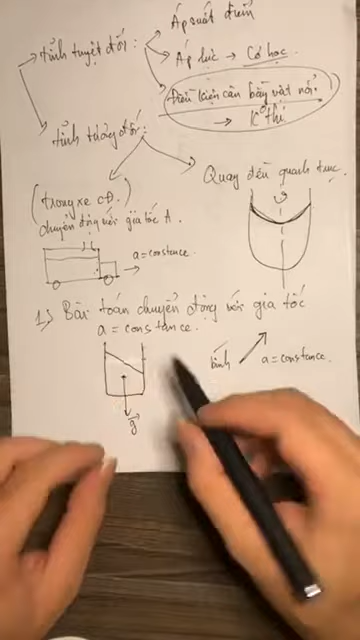 Áp suất điểm
tĩnh tuyệt đối:
Áp lực → Cơ học.
Điều kiện cân bằng vật nổi.
→ K° thi
tĩnh tương đối:
Quay đều quanh trục.
(trong xe cđ.)
chuyển động với gia tốc A.
a = constance
ω
1) Bài toán chuyển động với gia tốc
a = constance.
bình
a = constance.
g